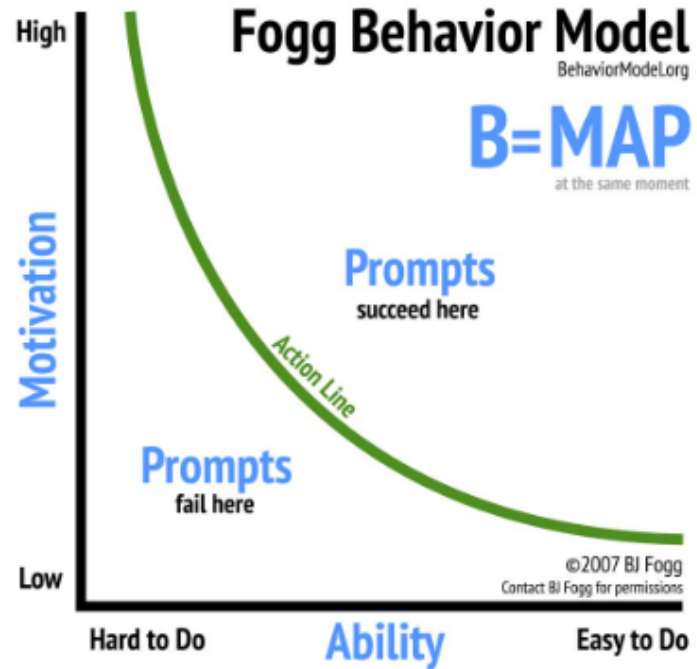 High
Fogg Behavior Model
BehaviorModel.org
B=MAP
at the same moment
Motivation
Prompts
succeed here
Action Line
Prompts
fail here
Low
©2007 BJ Fogg
Contact BJ Fogg for permissions
Hard to Do
Ability
Easy to Do